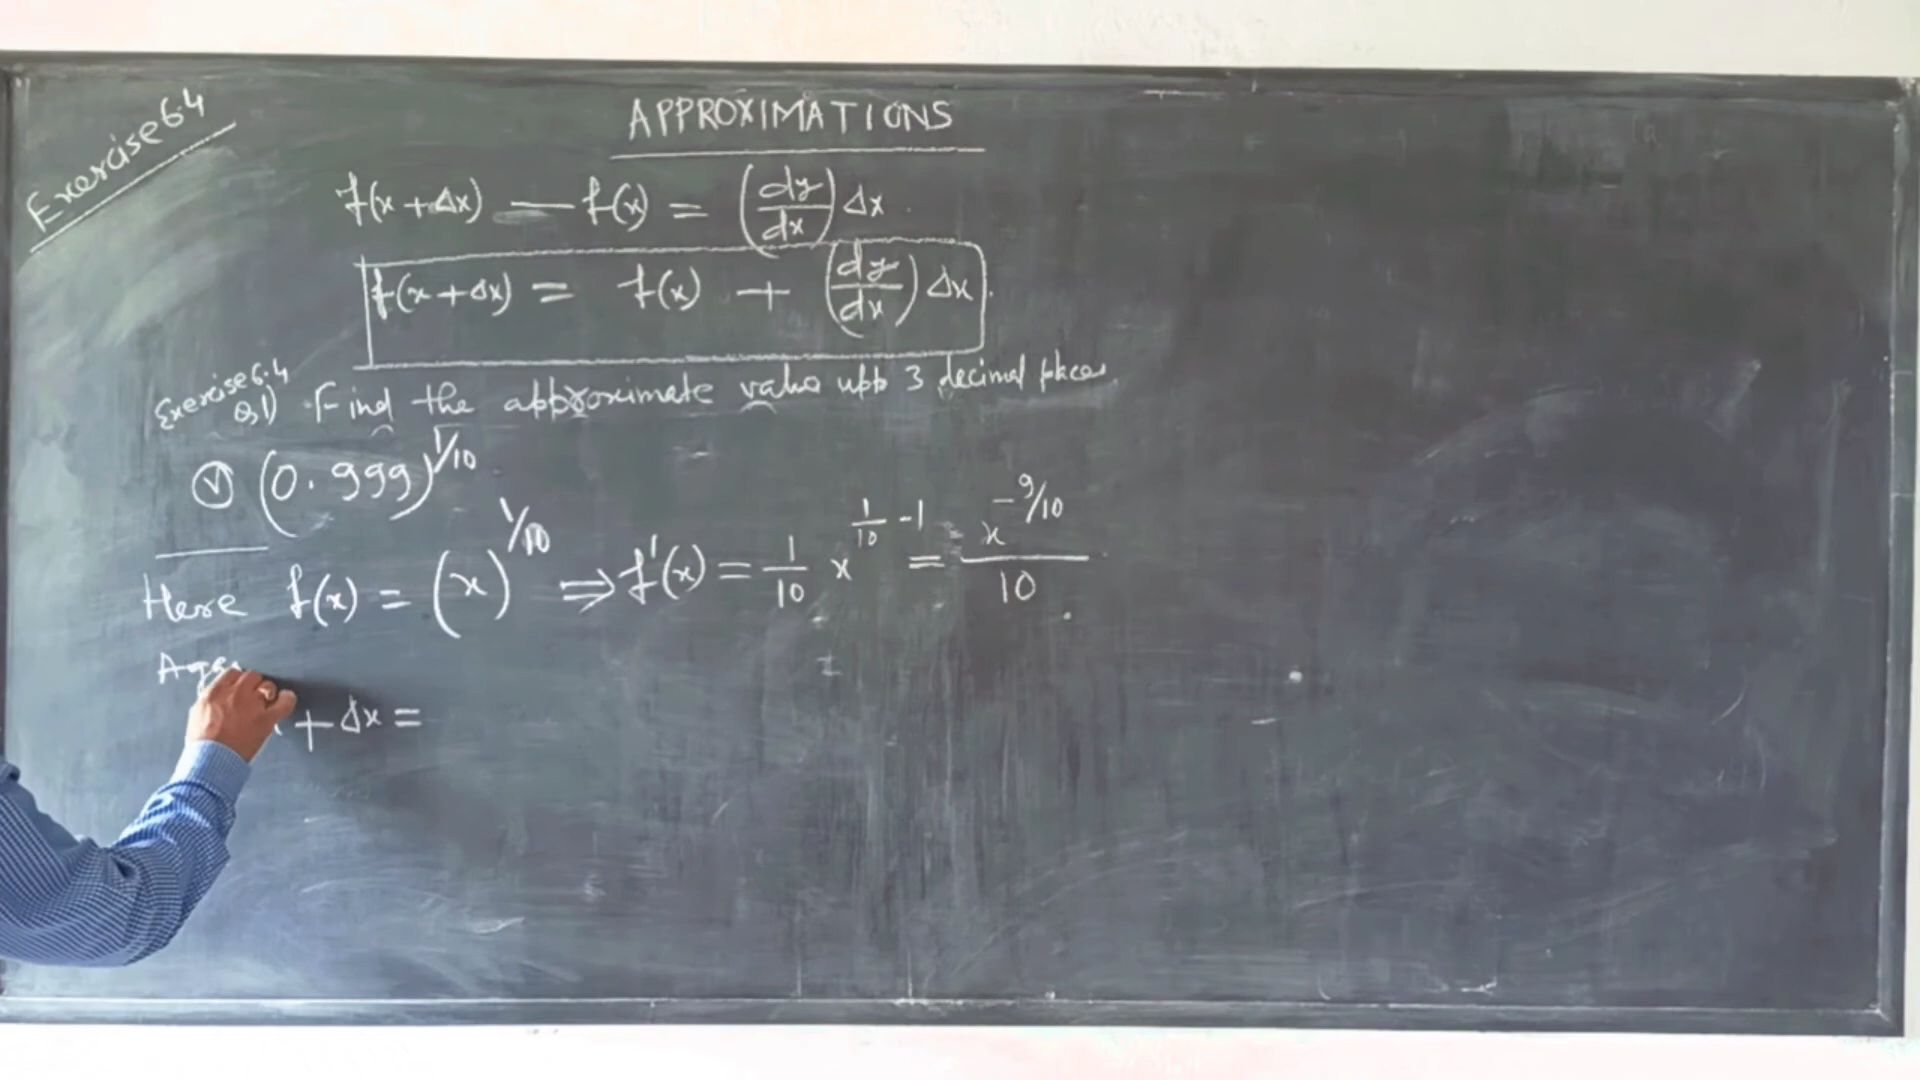 Exercise 6.4
APPROXIMATIONS
f(x + Δx) — f(x) = (dy/dx) Δx
f(x + Δx) = f(x) + (dy/dx) Δx.
Exercise 6.4
Q.1) Find the approximate value upto 3 decimal places
(v) (0.999)^1/10
Here f(x) = (x)^1/10 ⇒ f'(x) = 1/10 x^(1/10 - 1) = x^-9/10 / 10
+ Δx =